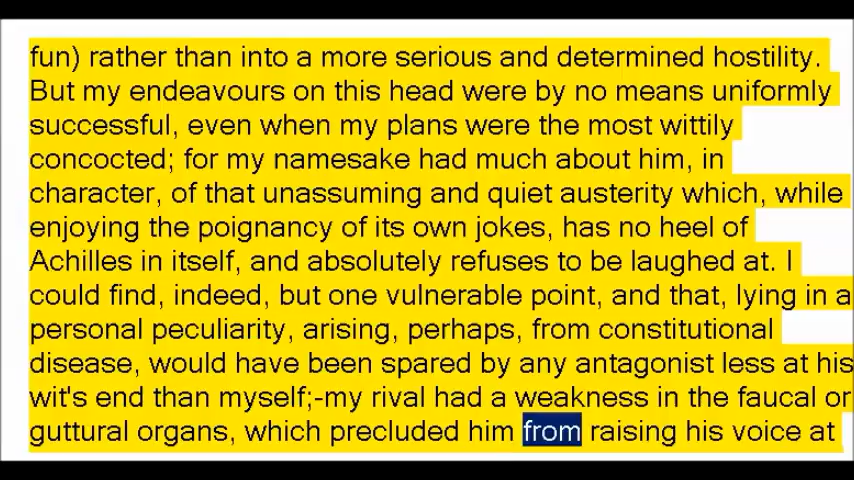 fun) rather than into a more serious and determined hostility.
But my endeavours on this head were by no means uniformly
successful, even when my plans were the most wittily
concocted; for my namesake had much about him, in
character, of that unassuming and quiet austerity which, while
enjoying the poignancy of its own jokes, has no heel of
Achilles in itself, and absolutely refuses to be laughed at. I
could find, indeed, but one vulnerable point, and that, lying in a
personal peculiarity, arising, perhaps, from constitutional
disease, would have been spared by any antagonist less at his
wit's end than myself;-my rival had a weakness in the faucal or
guttural organs, which precluded him from raising his voice at